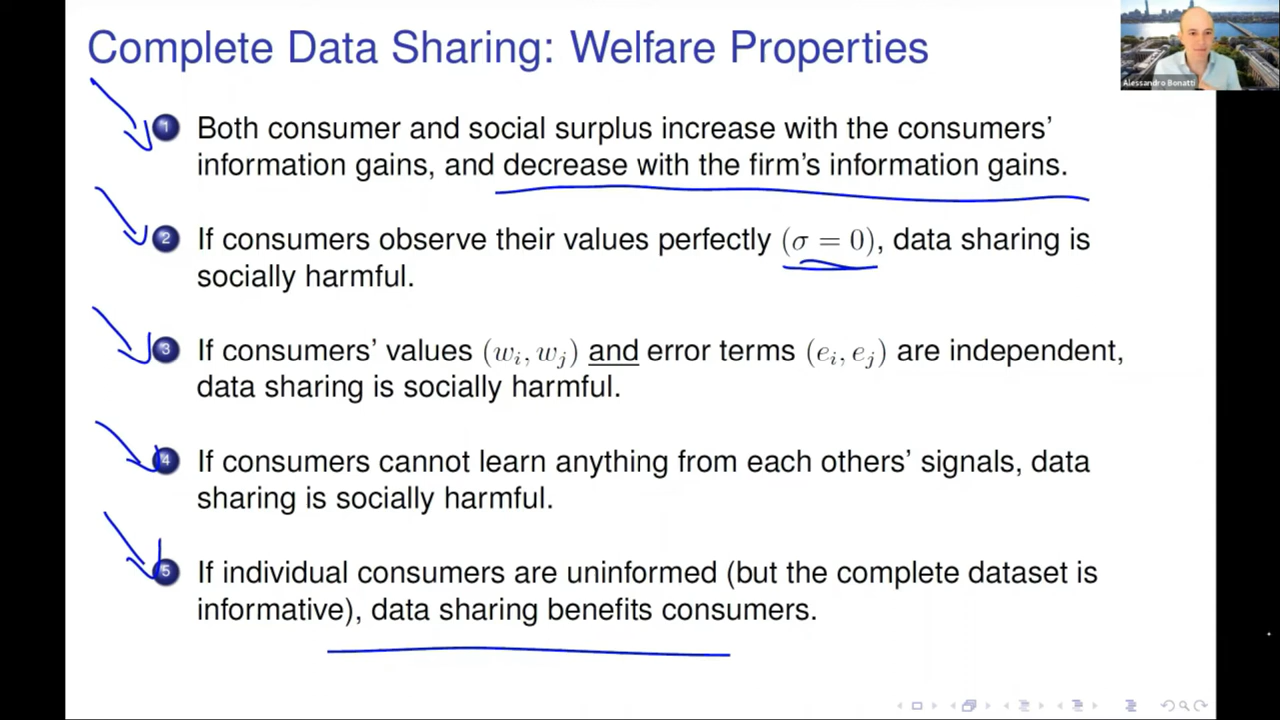 Complete Data Sharing: Welfare Properties
Alessandro Bonatti
1 Both consumer and social surplus increase with the consumers'
information gains, and decrease with the firm's information gains.
2 If consumers observe their values perfectly (σ = 0), data sharing is
socially harmful.
3 If consumers' values (wᵢ, wⱼ) and error terms (eᵢ, eⱼ) are independent,
data sharing is socially harmful.
4 If consumers cannot learn anything from each others' signals, data
sharing is socially harmful.
5 If individual consumers are uninformed (but the complete dataset is
informative), data sharing benefits consumers.